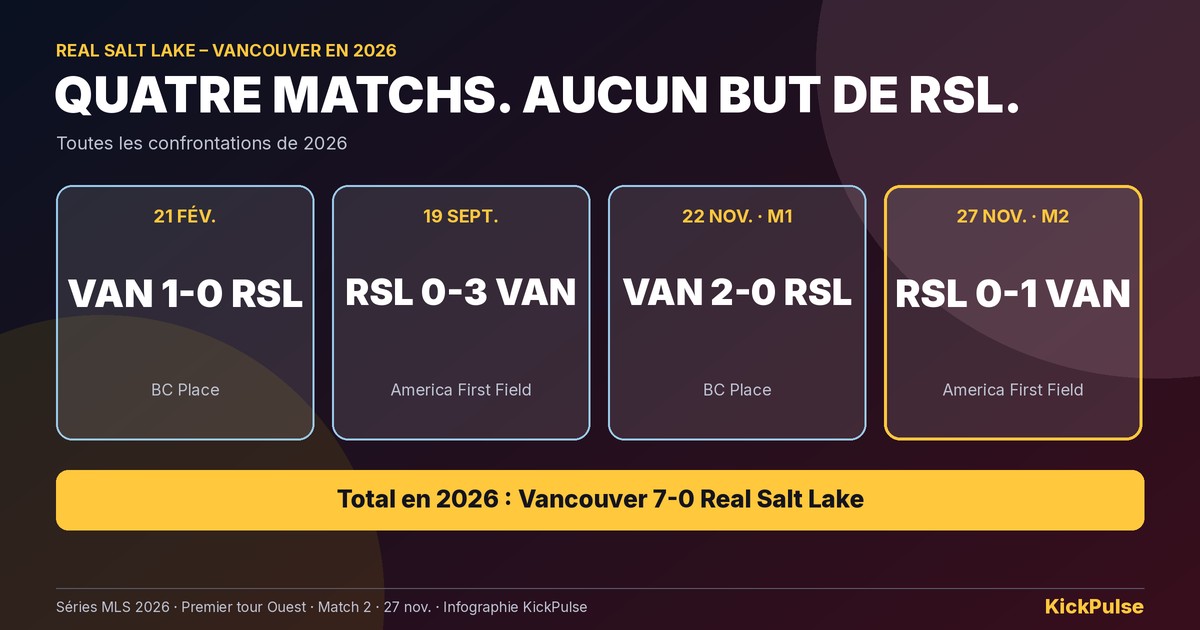 REAL SALT LAKE – VANCOUVER EN 2026
QUATRE MATCHS. AUCUN BUT DE RSL.
Toutes les confrontations de 2026
21 FÉV.
VAN 1-0 RSL
BC Place
19 SEPT.
RSL 0-3 VAN
America First Field
22 NOV. · M1
VAN 2-0 RSL
BC Place
27 NOV. · M2
RSL 0-1 VAN
America First Field
Total en 2026 : Vancouver 7-0 Real Salt Lake
Séries MLS 2026 · Premier tour Ouest · Match 2 · 27 nov. · Infographie KickPulse
KickPulse